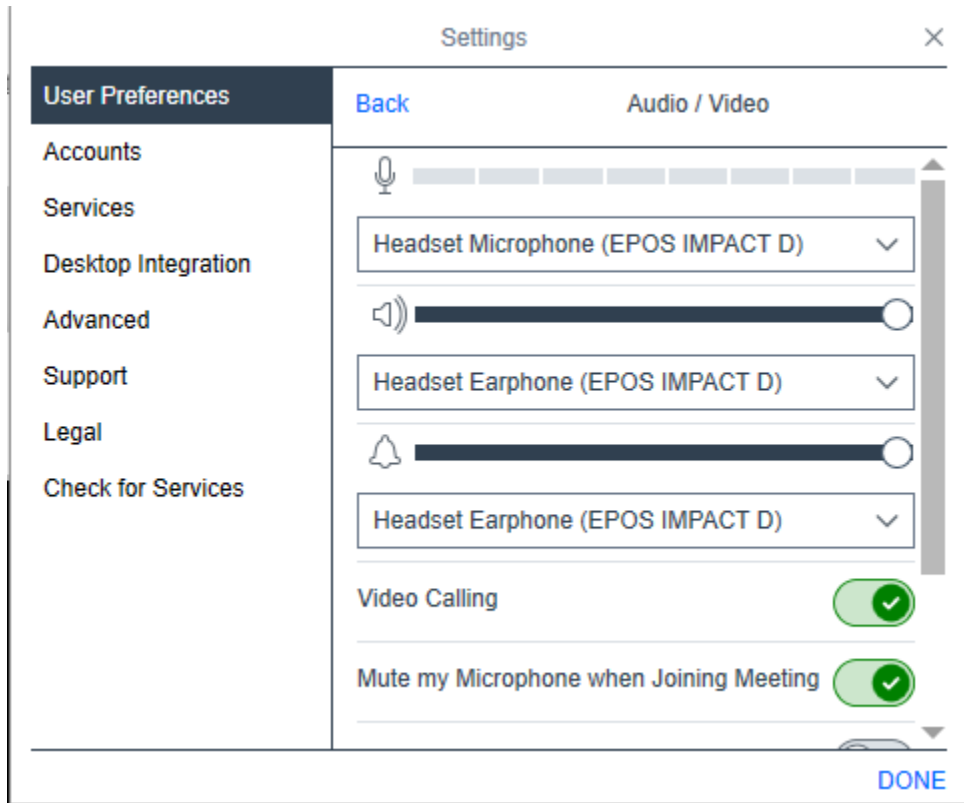 Settings
User Preferences
Back
Audio / Video
Accounts
Services
Desktop Integration
Advanced
Support
Legal
Check for Services
Headset Microphone (EPOS IMPACT D)
Headset Earphone (EPOS IMPACT D)
Headset Earphone (EPOS IMPACT D)
Video Calling
Mute my Microphone when Joining Meeting
DONE